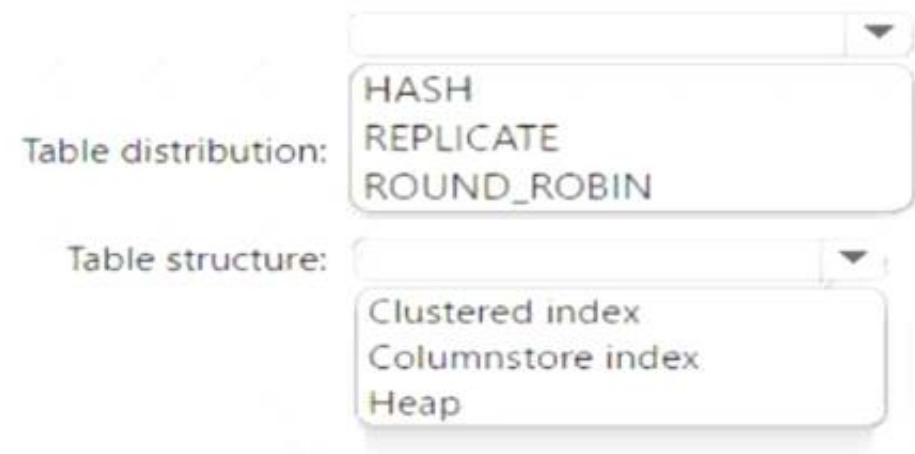 Table distribution:
HASH
REPLICATE
ROUND_ROBIN
Table structure:
Clustered index
Columnstore index
Heap